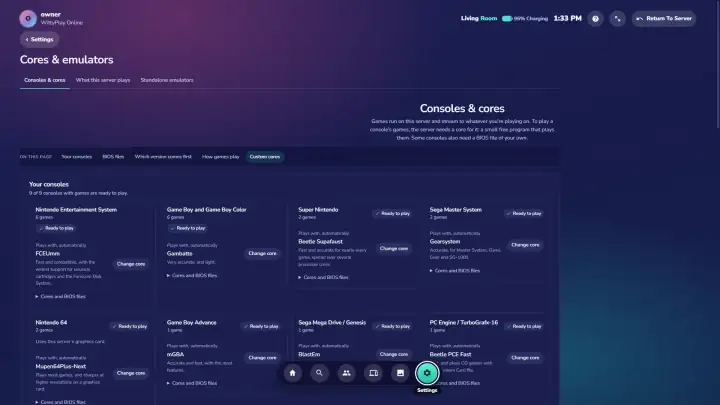 owner
WittyPlay Online
Living Room
96% Charging
1:33 PM
Return To Server
Settings
Cores & emulators
Consoles & cores
What this server plays
Standalone emulators
Consoles & cores
Games run on this server and stream to whatever you're playing on. To play a
console's games, the server needs a core for it: a small free program that plays
them. Some consoles also need a BIOS file of your own.
ON THIS PAGE
Your consoles
BIOS files
Which version comes first
How games play
Custom cores
Your consoles
9 of 9 consoles with games are ready to play.
Nintendo Entertainment System
6 games
✓ Ready to play
Plays with, automatically
FCEUmm
Fast and compatible, with the
widest support for unusual
cartridges and the Famicom Disk
System.
Change core
Cores and BIOS files
Game Boy and Game Boy Color
6 games
✓ Ready to play
Plays with, automatically
Gambatte
Very accurate, and light.
Change core
Cores and BIOS files
Super Nintendo
2 games
✓ Ready to play
Plays with, automatically
Beetle Supafaust
Fast and accurate for nearly every
game, spread over several
processor cores.
Change core
Cores and BIOS files
Sega Master System
2 games
✓ Ready to play
Plays with, automatically
Gearsystem
Accurate, for Master System, Game
Gear and SG-1000.
Change core
Cores and BIOS files
Nintendo 64
2 games
✓ Ready to play
Uses this server's graphics card.
Plays with, automatically
Mupen64Plus-Next
Plays most games, and sharper at
higher resolutions on a graphics
card.
Change core
Cores and BIOS files
Game Boy Advance
1 game
✓ Ready to play
Plays with, automatically
mGBA
Accurate and fast, with the most
features.
Change core
Cores and BIOS files
Sega Mega Drive / Genesis
1 game
✓ Ready to play
Plays with, automatically
BlastEm
Change core
PC Engine / TurboGrafx-16
1 game
✓ Ready to play
Plays with, automatically
Beetle PCE Fast
Change core
and BIOS files
Settings